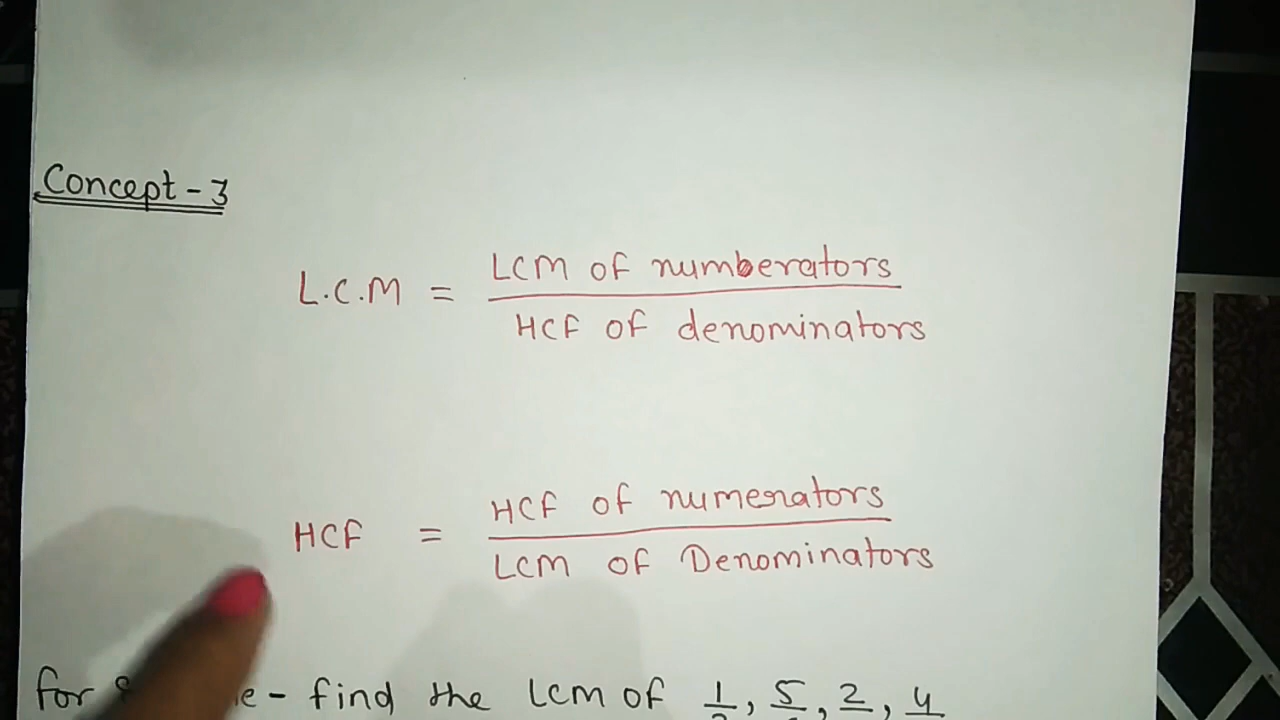 Concept - 3
L.C.M = LCM of numberators
HCF of denominators
HCF = HCF of numerators
LCM of Denominators
for - find the lcm of 1, 5, 2, 4